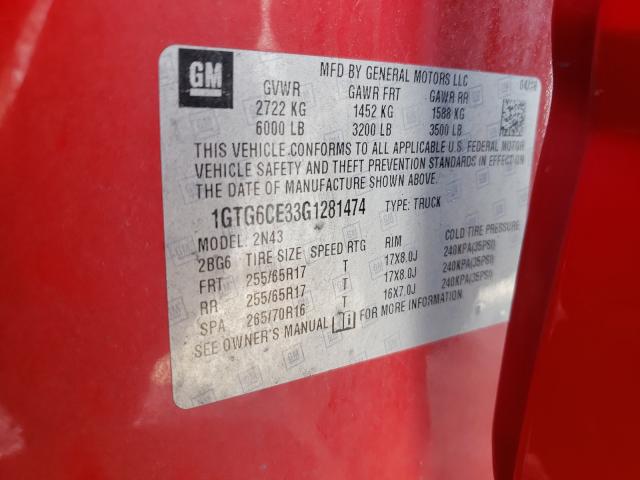 GM
MFD BY GENERAL MOTORS LLC
GVWR GAWR FRT GAWR RR
2722 KG 1452 KG 1588 KG
6000 LB 3200 LB 3500 LB
THIS VEHICLE CONFORMS TO ALL APPLICABLE U.S. FEDERAL MOTOR
VEHICLE SAFETY AND THEFT PREVENTION STANDARDS IN EFFECT ON
THE DATE OF MANUFACTURE SHOWN ABOVE.
1GTG6CE33G1281474 TYPE: TRUCK
MODEL: 2N43
2BG6 TIRE SIZE SPEED RTG RIM COLD TIRE PRESSURE
FRT 255/65R17 T 17X8.0J 240KPA(35PSI)
RR 255/65R17 T 17X8.0J 240KPA(35PSI)
SPA 265/70R16 T 16X7.0J 240KPA(35PSI)
SEE OWNER'S MANUAL FOR MORE INFORMATION.